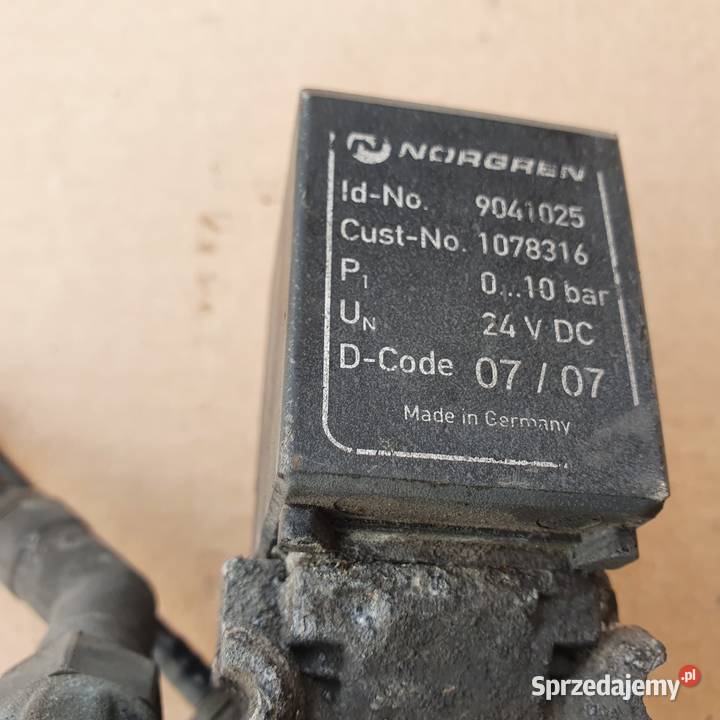 NORGREN
Id-No. 9041025
Cust-No. 1078316
P1 0...10 bar
UN 24 V DC
D-Code 07 / 07
Made in Germany
Sprzedajemy.pl